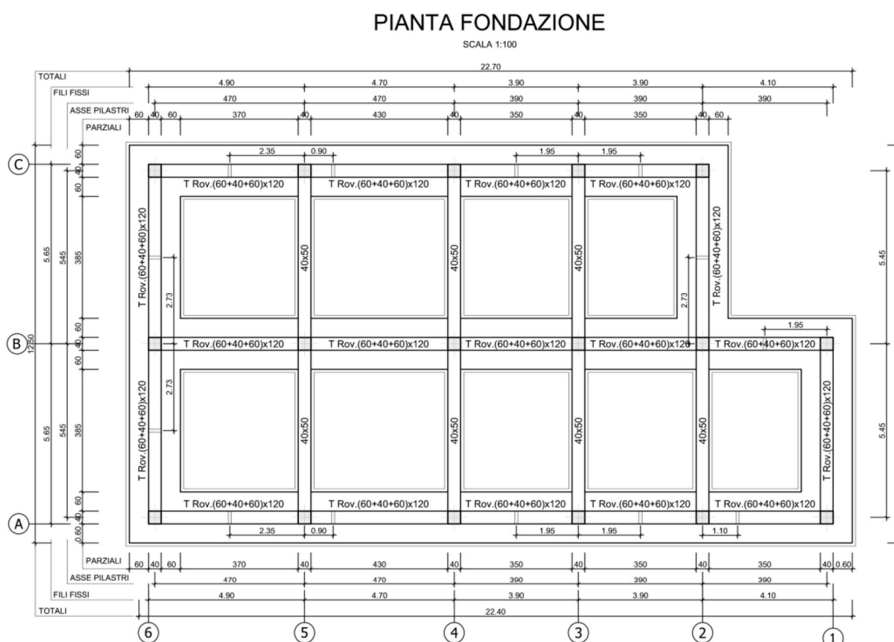 PIANTA FONDAZIONE
SCALA 1:100
TOTALI
22.70
FILI FISSI
4.90 4.70 3.90 3.90 4.10
ASSE PILASTRI
470 470 390 390 390
PARZIALI
60 40 60 370 40 430 40 350 40 350 40 60
C
60 40 60
2.35 0.90 1.95 1.95
T Rov.(60+40+60)x120 T Rov.(60+40+60)x120 T Rov.(60+40+60)x120 T Rov.(60+40+60)x120
T Rov.(60+40+60)x120 40x50 40x50 40x50 T Rov.(60+40+60)x120
5.65 545 385 2.73 2.73 5.45
60 40 60
1.95
B
12.50
T Rov.(60+40+60)x120 T Rov.(60+40+60)x120 T Rov.(60+40+60)x120 T Rov.(60+40+60)x120 T Rov.(60+40+60)x120
T Rov.(60+40+60)x120 40x50 40x50 40x50 40x50 T Rov.(60+40+60)x120
5.65 545 385 2.73 5.45
60 40 0.60
T Rov.(60+40+60)x120 T Rov.(60+40+60)x120 T Rov.(60+40+60)x120 T Rov.(60+40+60)x120 T Rov.(60+40+60)x120
A
2.35 0.90 1.95 1.95 1.10
PARZIALI
60 40 60 370 40 430 40 350 40 350 40 350 40 0.60
ASSE PILASTRI
470 470 390 390 390
FILI FISSI
4.90 4.70 3.90 3.90 4.10
TOTALI
22.40
6 5 4 3 2 1